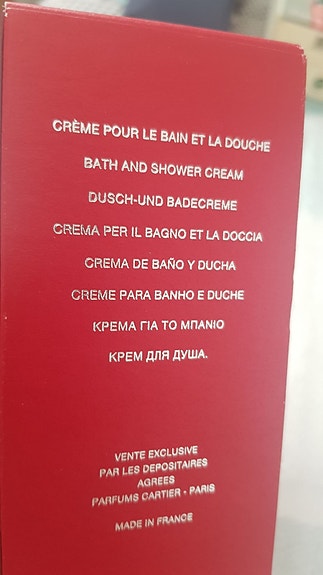 CRÈME POUR LE BAIN ET LA DOUCHE
BATH AND SHOWER CREAM
DUSCH-UND BADECREME
CREMA PER IL BAGNO ET LA DOCCIA
CREMA DE BAÑO Y DUCHA
CREME PARA BANHO E DUCHE
ΚΡΕΜΑ ΓΙΑ ΤΟ ΜΠΑΝΙΟ
КРЕМ ДЛЯ ДУША.
VENTE EXCLUSIVE
PAR LES DEPOSITAIRES
AGREES
PARFUMS CARTIER - PARIS
MADE IN FRANCE